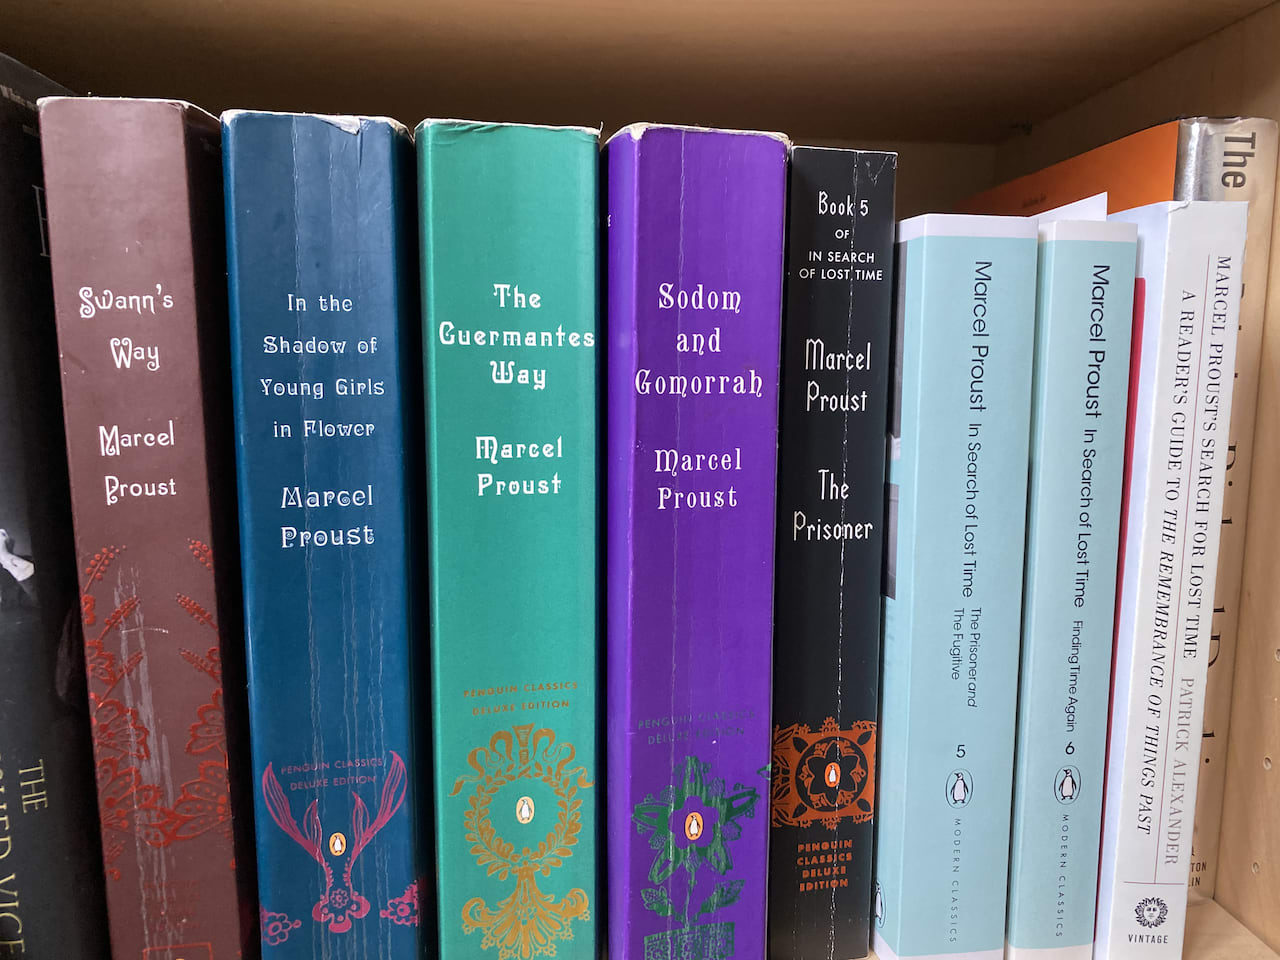 THE
Swann's
Way
Marcel
Proust
In the
Shadow of
Young Girls
in Flower
Marcel
Proust
PENGUIN CLASSICS
DELUXE EDITION
The
Guermantes
Way
Marcel
Proust
PENGUIN CLASSICS
DELUXE EDITION
Sodom
and
Gomorrah
Marcel
Proust
PENGUIN CLASSICS
DELUXE EDITION
Book 5
OF
IN SEARCH
OF LOST TIME
Marcel
Proust
The
Prisoner
PENGUIN
CLASSICS
DELUXE
EDITION
Marcel Proust In Search of Lost Time The Prisoner and
The Fugitive
5
MODERN CLASSICS
Marcel Proust In Search of Lost Time Finding Time Again 6
MODERN CLASSICS
MARCEL PROUST'S SEARCH FOR LOST TIME PATRICK ALEXANDER
A READER'S GUIDE TO THE REMEMBRANCE OF THINGS PAST
VINTAGE
The